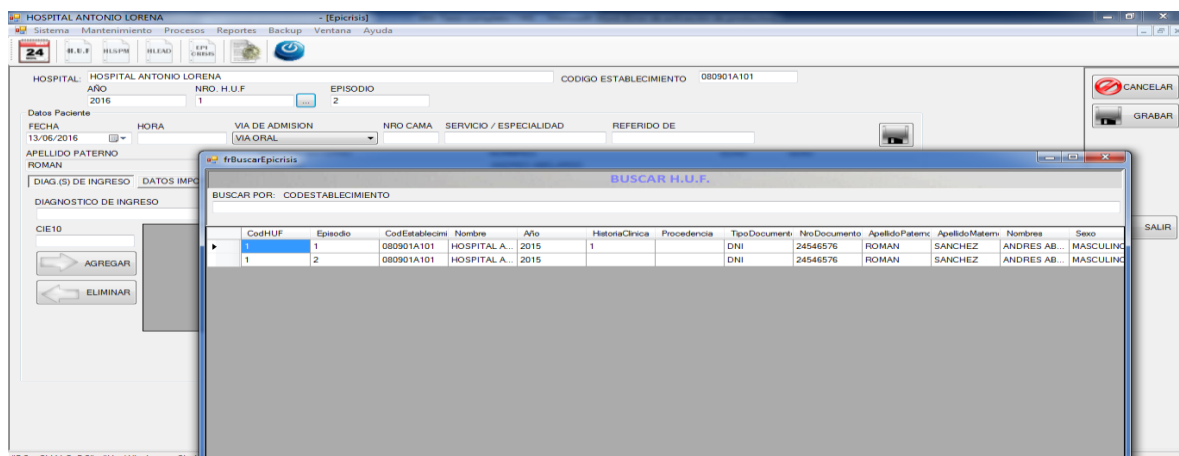 HOSPITAL ANTONIO LORENA - [Epicrisis]
Sistema Mantenimiento Procesos Reportes Backup Ventana Ayuda
24 H.U.F HLSPM HLEAD EPI CRISIS
HOSPITAL: HOSPITAL ANTONIO LORENA CODIGO ESTABLECIMIENTO 080901A101
AÑO NRO. H.U.F EPISODIO
2016 1 ... 2
CANCELAR
GRABAR
Datos Paciente
FECHA HORA VIA DE ADMISION NRO CAMA SERVICIO / ESPECIALIDAD REFERIDO DE
13/06/2016 VIA ORAL
APELLIDO PATERNO
ROMAN
DIAG.(S) DE INGRESO DATOS IMPO
DIAGNOSTICO DE INGRESO
CIE10
AGREGAR
ELIMINAR
SALIR
frBuscarEpicrisis
BUSCAR H.U.F.
BUSCAR POR: CODESTABLECIMIENTO
CodHUF Episodio CodEstablecimi Nombre Año HistoriaClinica Procedencia TipoDocument NroDocumento ApellidoPaterno ApellidoMatern Nombres Sexo
1 1 080901A101 HOSPITAL A... 2015 1 DNI 24546576 ROMAN SANCHEZ ANDRES AB... MASCULINO
1 2 080901A101 HOSPITAL A... 2015 DNI 24546576 ROMAN SANCHEZ ANDRES AB... MASCULINO